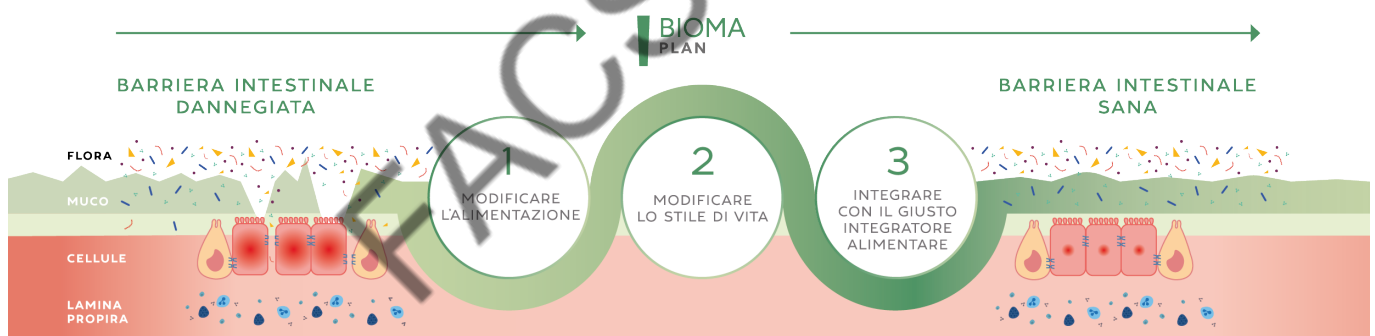 BIOMA
PLAN
BARRIERA INTESTINALE
DANNEGIATA
BARRIERA INTESTINALE
SANA
FLORA
MUCO
CELLULE
LAMINA
PROPIRA
1
MODIFICARE
L'ALIMENTAZIONE
2
MODIFICARE
LO STILE DI VITA
3
INTEGRARE
CON IL GIUSTO
INTEGRATORE
ALIMENTARE